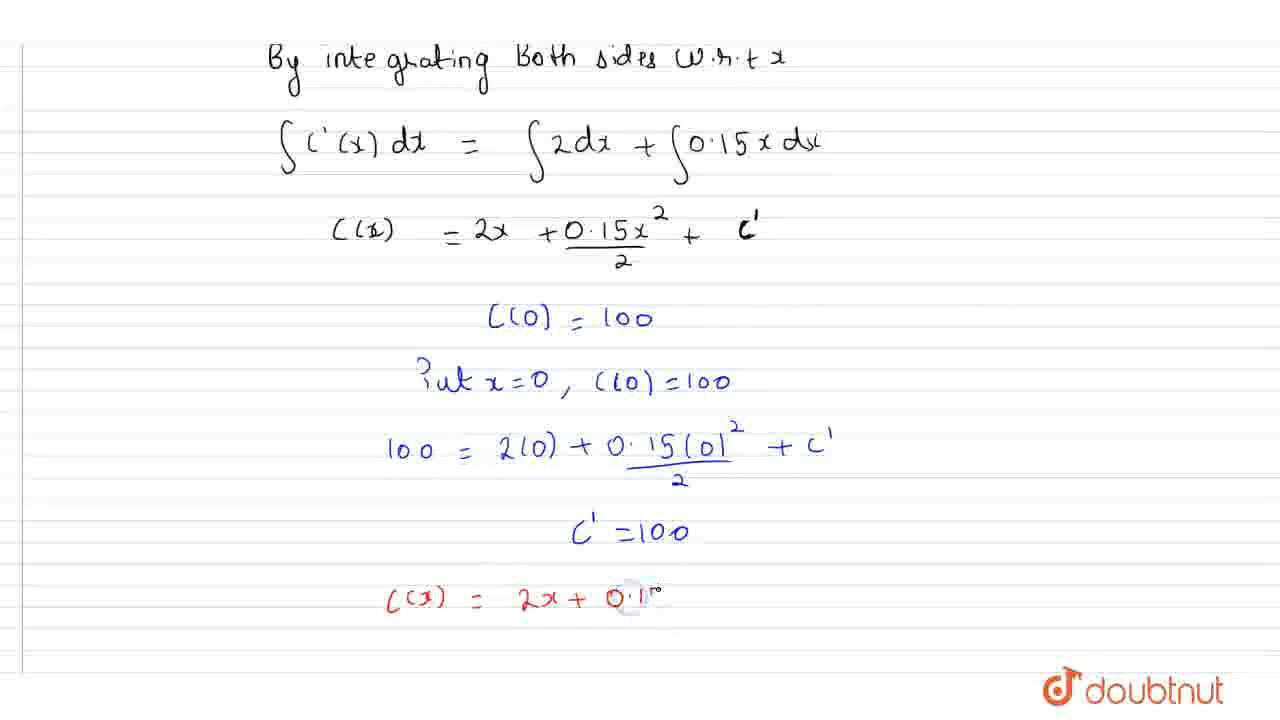 By integrating Both sides w.r.t x
∫C'(x) dx = ∫2dx + ∫0.15x dx
C(x) = 2x + 0.15x²/2 + C'
C(0) = 100
Put x=0, C(0) = 100
100 = 2(0) + 0.15(0)²/2 + C'
C' = 100
C(x) = 2x + 0.1
doubtnut